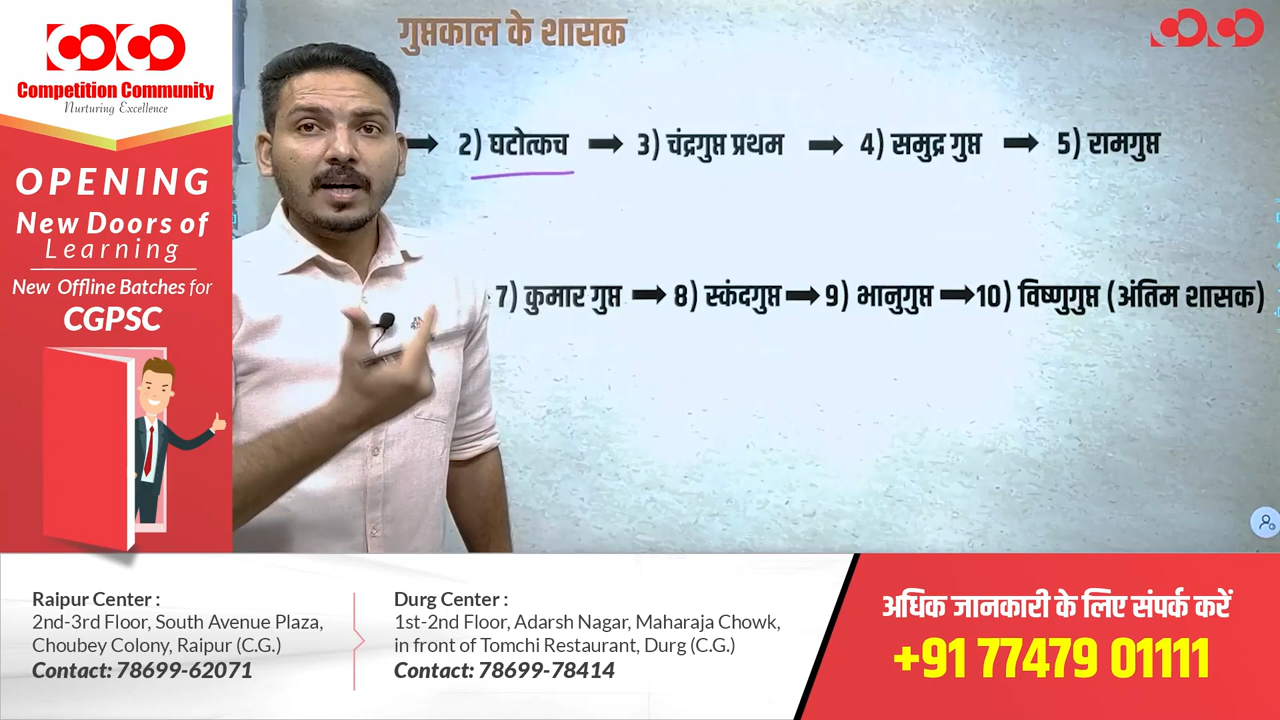 Competition Community
Nurturing Excellence
OPENING
New Doors of
Learning
New Offline Batches for
CGPSC
गुप्तकाल के शासक
2) घटोत्कच
3) चंद्रगुप्त प्रथम
4) समुद्र गुप्त
5) रामगुप्त
7) कुमार गुप्त
8) स्कंदगुप्त
9) भानुगुप्त
10) विष्णुगुप्त (अंतिम शासक)
Raipur Center :
2nd-3rd Floor, South Avenue Plaza,
Choubey Colony, Raipur (C.G.)
Contact: 78699-62071
Durg Center :
1st-2nd Floor, Adarsh Nagar, Maharaja Chowk,
in front of Tomchi Restaurant, Durg (C.G.)
Contact: 78699-78414
अधिक जानकारी के लिए संपर्क करें
+91 77479 01111